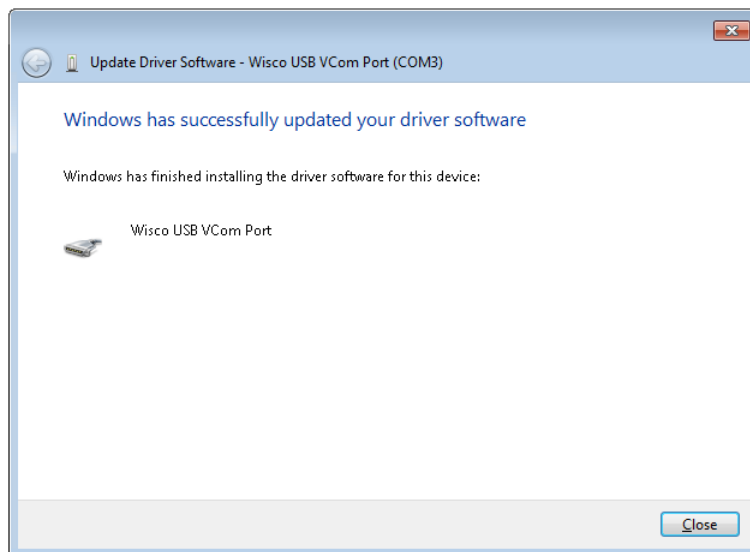 Update Driver Software - Wisco USB VCom Port (COM3)
Windows has successfully updated your driver software
Windows has finished installing the driver software for this device:
Wisco USB VCom Port
Close